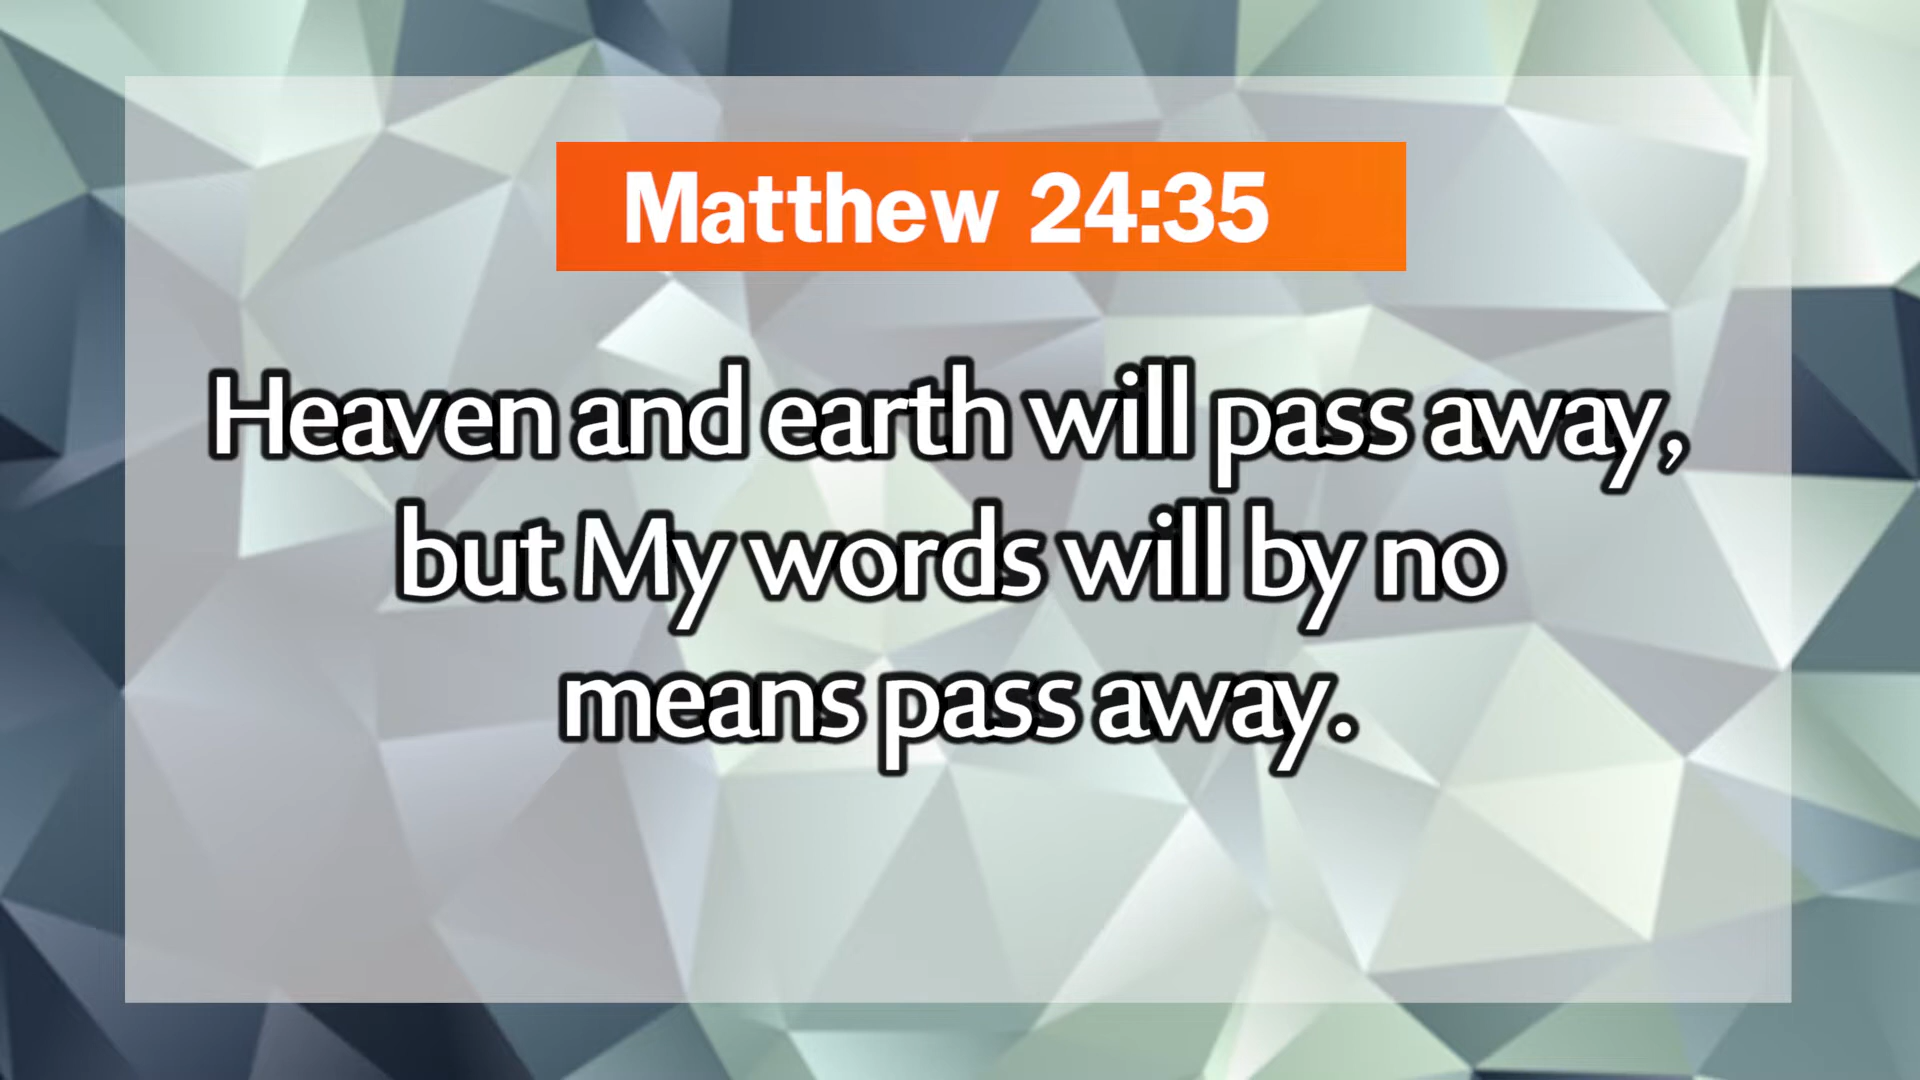 Matthew 24:35
Heaven and earth will pass away,
but My words will by no
means pass away.